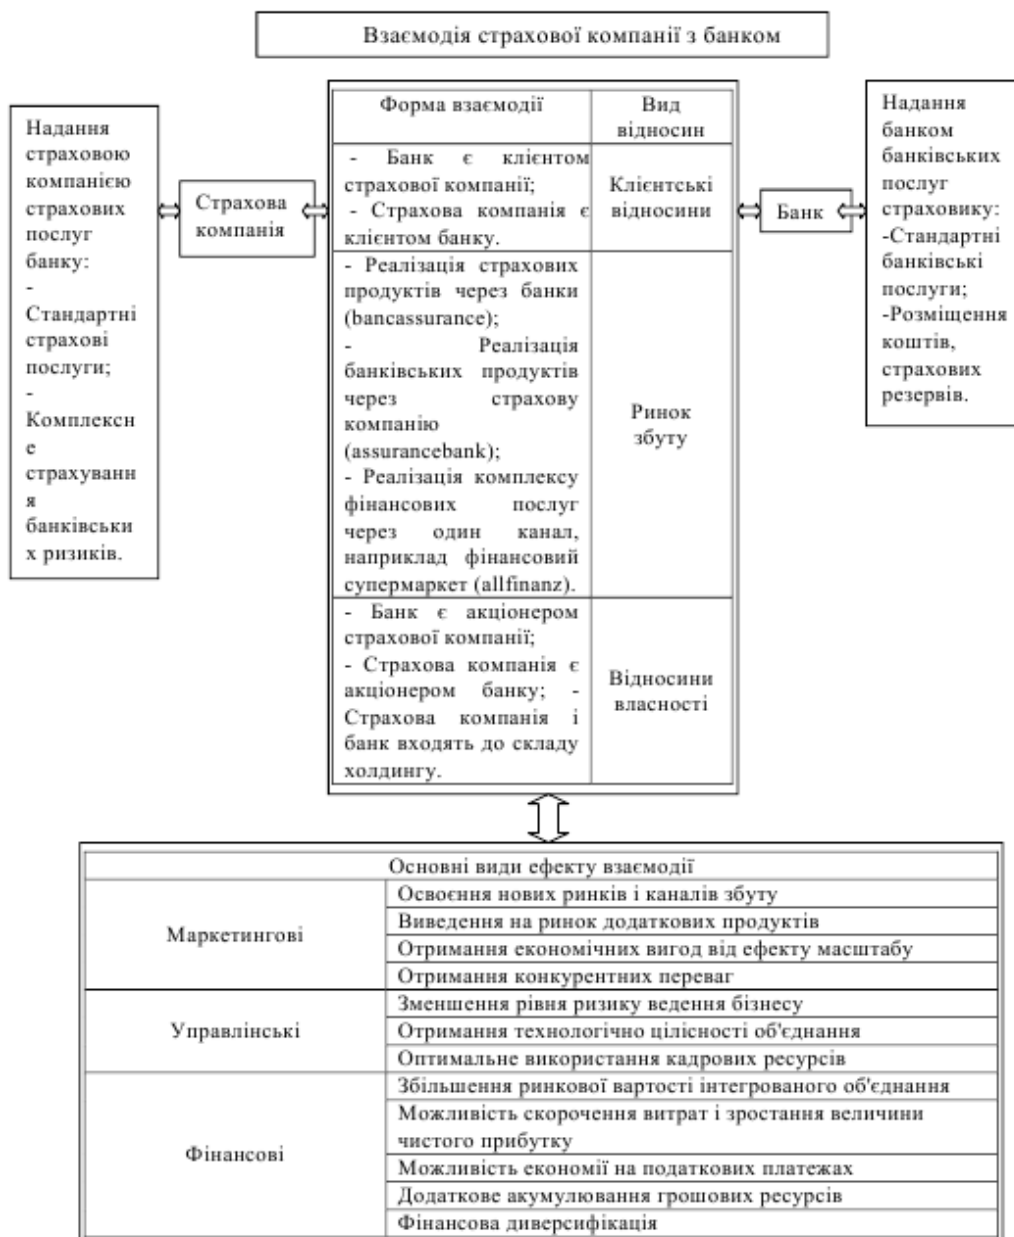 Взаємодія страхової компанії з банком
Надання
страховою
компанією
страхових
послуг
банку:
-
Стандартні
страхові
послуги;
-
Комплексн
е
страхуванн
я
банківськи
х ризиків.
Страхова
компанія
Форма взаємодії
Вид
відносин
- Банк є клієнтом
страхової компанії;
- Страхова компанія є
клієнтом банку.
Клієнтські
відносини
- Реалізація страхових
продуктів через банки
(bancassurance);
- Реалізація
банківських продуктів
через страхову
компанію
(assurancebank);
- Реалізація комплексу
фінансових послуг
через один канал,
наприклад фінансовий
супермаркет (allfinanz).
Ринок
збуту
- Банк є акціонером
страхової компанії;
- Страхова компанія є
акціонером банку; -
Страхова компанія і
банк входять до складу
холдингу.
Відносини
власності
Банк
Надання
банком
банківських
послуг
страховику:
-Стандартні
банківські
послуги;
-Розміщення
коштів,
страхових
резервів.
Основні види ефекту взаємодії
Маркетингові
Освоєння нових ринків і каналів збуту
Виведення на ринок додаткових продуктів
Отримання економічних вигод від ефекту масштабу
Отримання конкурентних переваг
Управлінські
Зменшення рівня ризику ведення бізнесу
Отримання технологічно цілісності об'єднання
Оптимальне використання кадрових ресурсів
Фінансові
Збільшення ринкової вартості інтегрованого об'єднання
Можливість скорочення витрат і зростання величини
чистого прибутку
Можливість економії на податкових платежах
Додаткове акумулювання грошових ресурсів
Фінансова диверсифікація